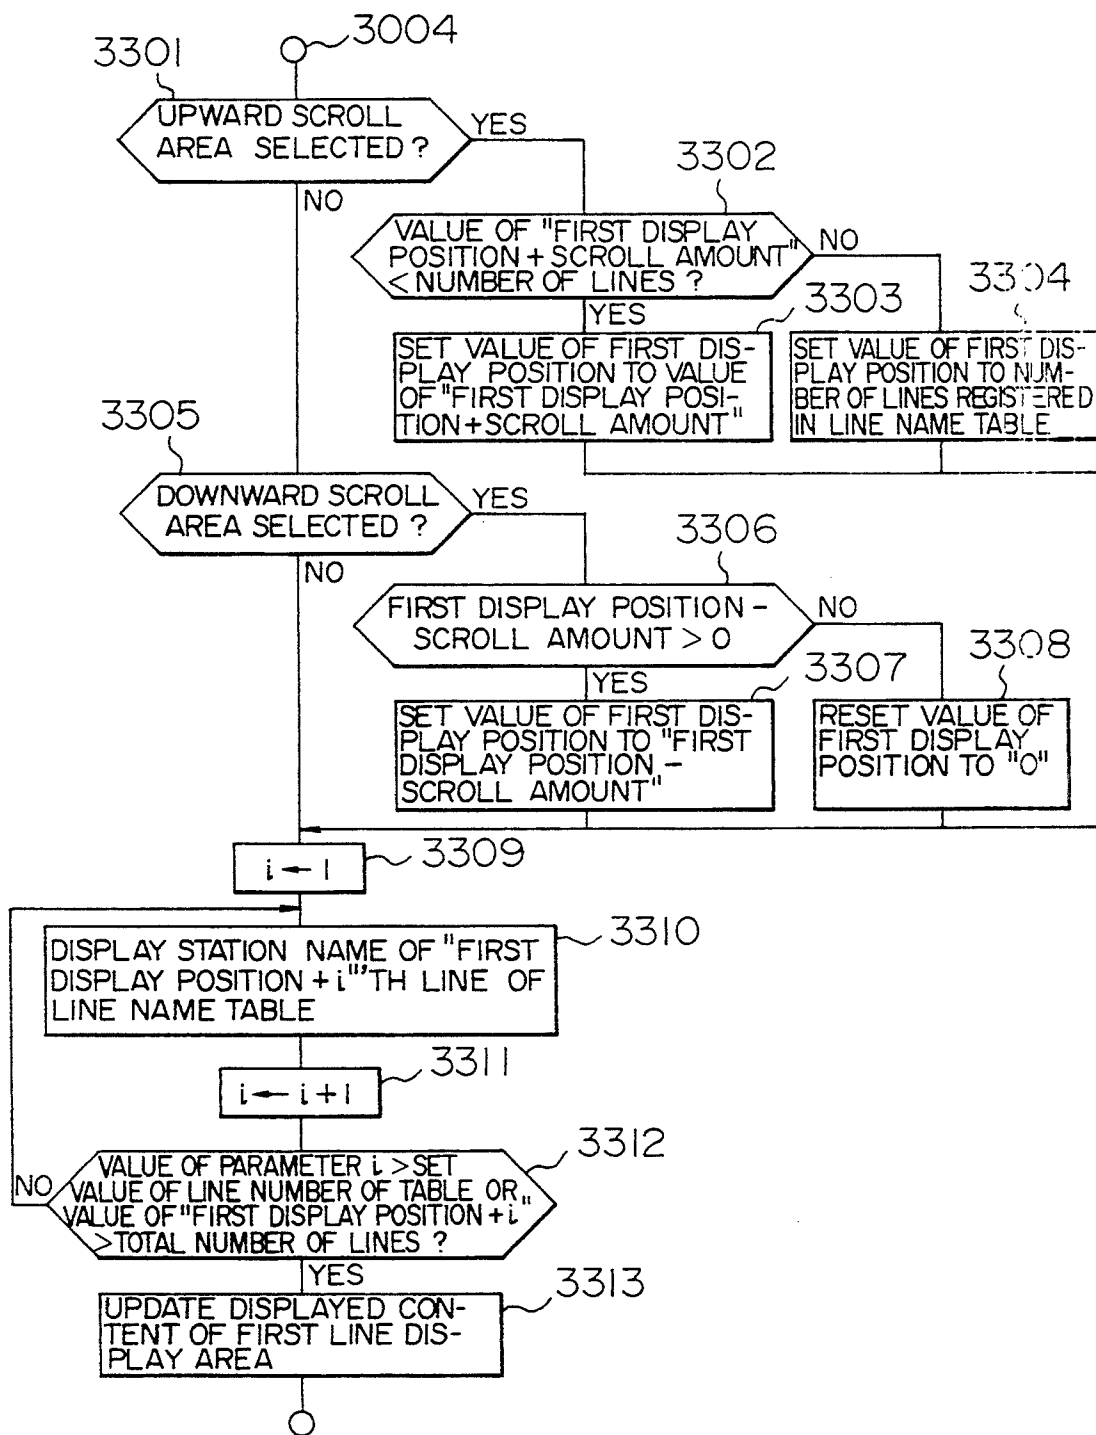 3004
3301
UPWARD SCROLL
AREA SELECTED ?
YES
NO
3302
VALUE OF "FIRST DISPLAY
POSITION + SCROLL AMOUNT"
< NUMBER OF LINES ?
NO
YES
3303
SET VALUE OF FIRST DIS-
PLAY POSITION TO VALUE
OF "FIRST DISPLAY POSI-
TION+SCROLL AMOUNT"
3304
SET VALUE OF FIRST DIS-
PLAY POSITION TO NUM-
BER OF LINES REGISTERED
IN LINE NAME TABLE
3305
DOWNWARD SCROLL
AREA SELECTED ?
YES
NO
3306
FIRST DISPLAY POSITION -
SCROLL AMOUNT > 0
NO
YES
3307
SET VALUE OF FIRST DIS-
PLAY POSITION TO "FIRST
DISPLAY POSITION -
SCROLL AMOUNT"
3308
RESET VALUE OF
FIRST DISPLAY
POSITION TO "0"
3309
i ← 1
3310
DISPLAY STATION NAME OF "FIRST
DISPLAY POSITION + i"'TH LINE OF
LINE NAME TABLE
3311
i ← i + 1
3312
VALUE OF PARAMETER i > SET
VALUE OF LINE NUMBER OF TABLE OR
VALUE OF "FIRST DISPLAY POSITION + i"
> TOTAL NUMBER OF LINES ?
NO
YES
3313
UPDATE DISPLAYED CON-
TENT OF FIRST LINE DIS-
PLAY AREA